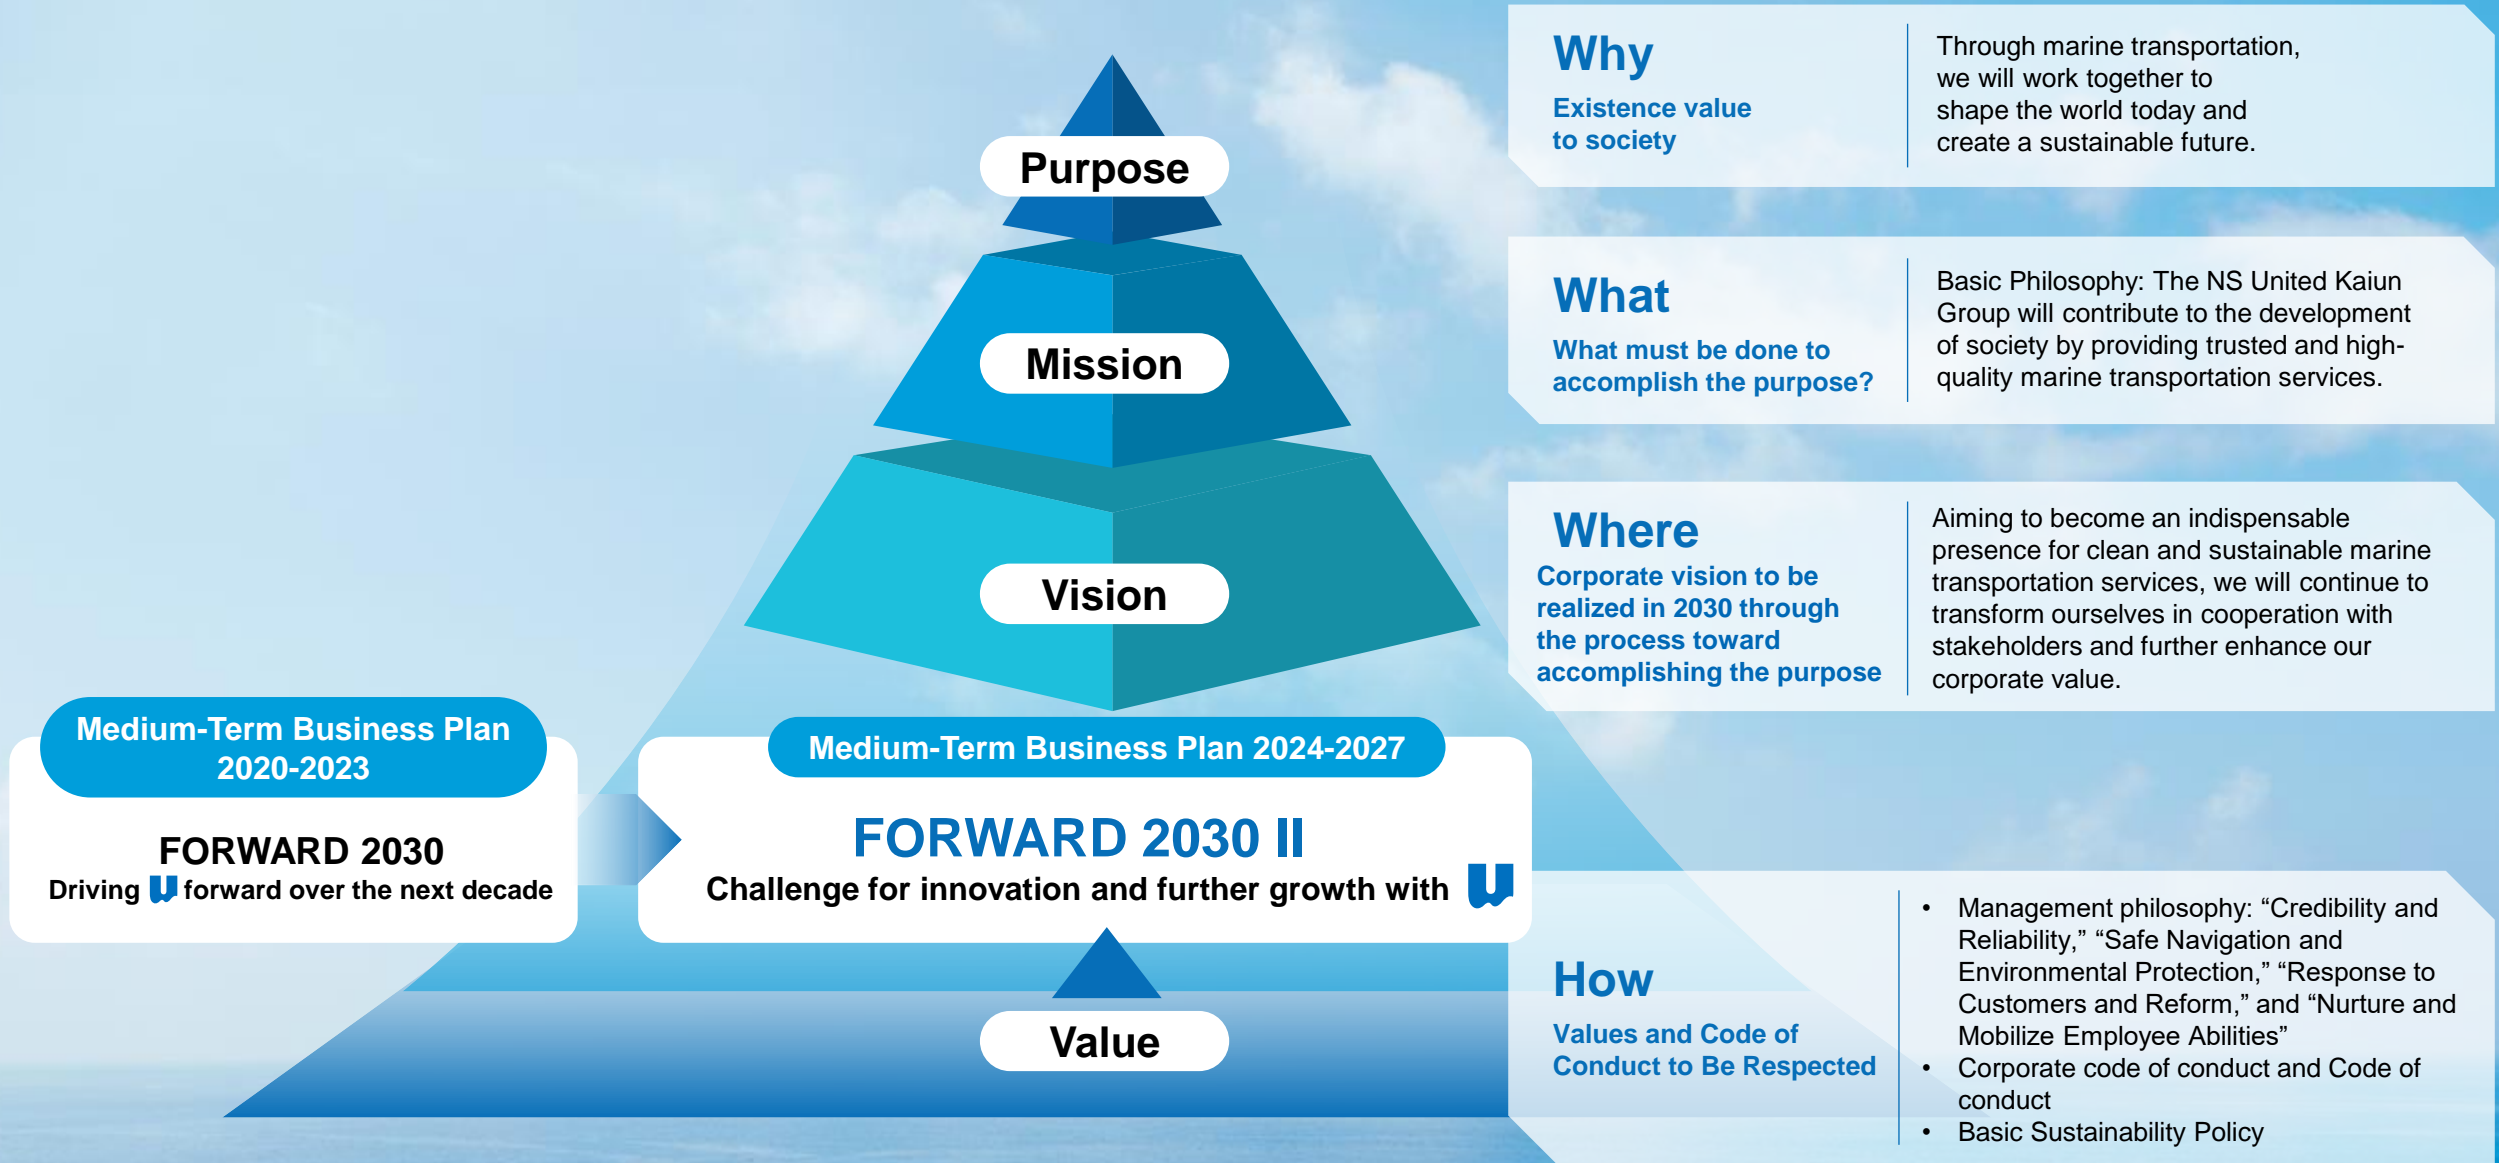 Purpose
Mission
Vision
Medium-Term Business Plan
2020-2023
FORWARD 2030
Driving U forward over the next decade
Medium-Term Business Plan 2024-2027
FORWARD 2030 II
Challenge for innovation and further growth with U
Value
Why
Existence value
to society
Through marine transportation,
we will work together to
shape the world today and
create a sustainable future.
What
What must be done to
accomplish the purpose?
Basic Philosophy: The NS United Kaiun
Group will contribute to the development
of society by providing trusted and high-
quality marine transportation services.
Where
Corporate vision to be
realized in 2030 through
the process toward
accomplishing the purpose
Aiming to become an indispensable
presence for clean and sustainable marine
transportation services, we will continue to
transform ourselves in cooperation with
stakeholders and further enhance our
corporate value.
How
Values and Code of
Conduct to Be Respected
• Management philosophy: “Credibility and
Reliability,” “Safe Navigation and
Environmental Protection,” “Response to
Customers and Reform,” and “Nurture and
Mobilize Employee Abilities”
• Corporate code of conduct and Code of
conduct
• Basic Sustainability Policy